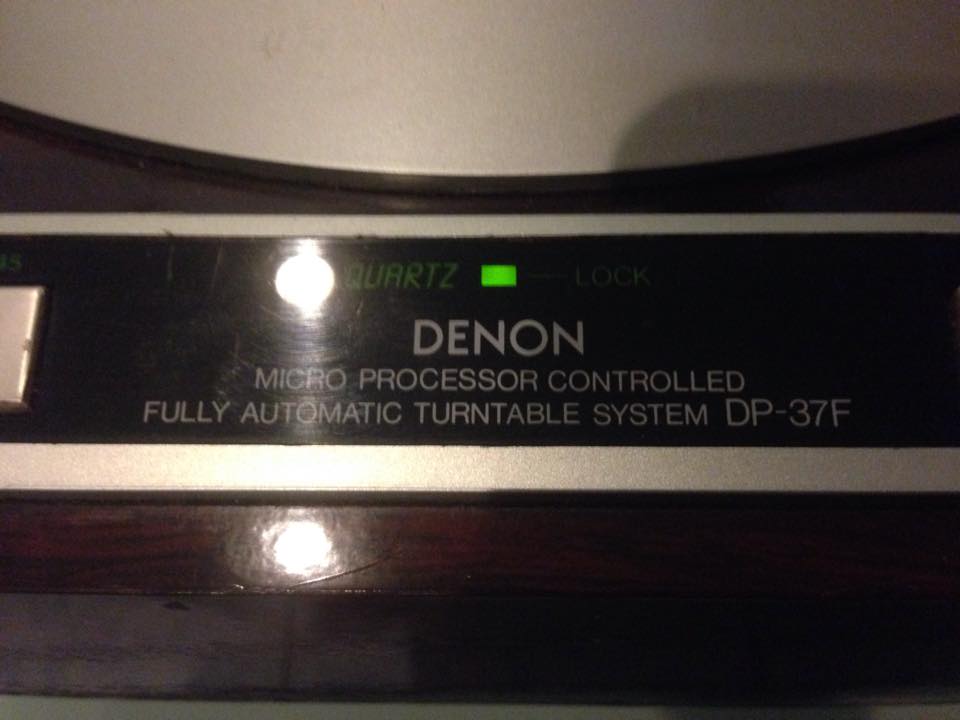 QUARTZ LOCK
DENON
MICRO PROCESSOR CONTROLLED
FULLY AUTOMATIC TURNTABLE SYSTEM DP-37F